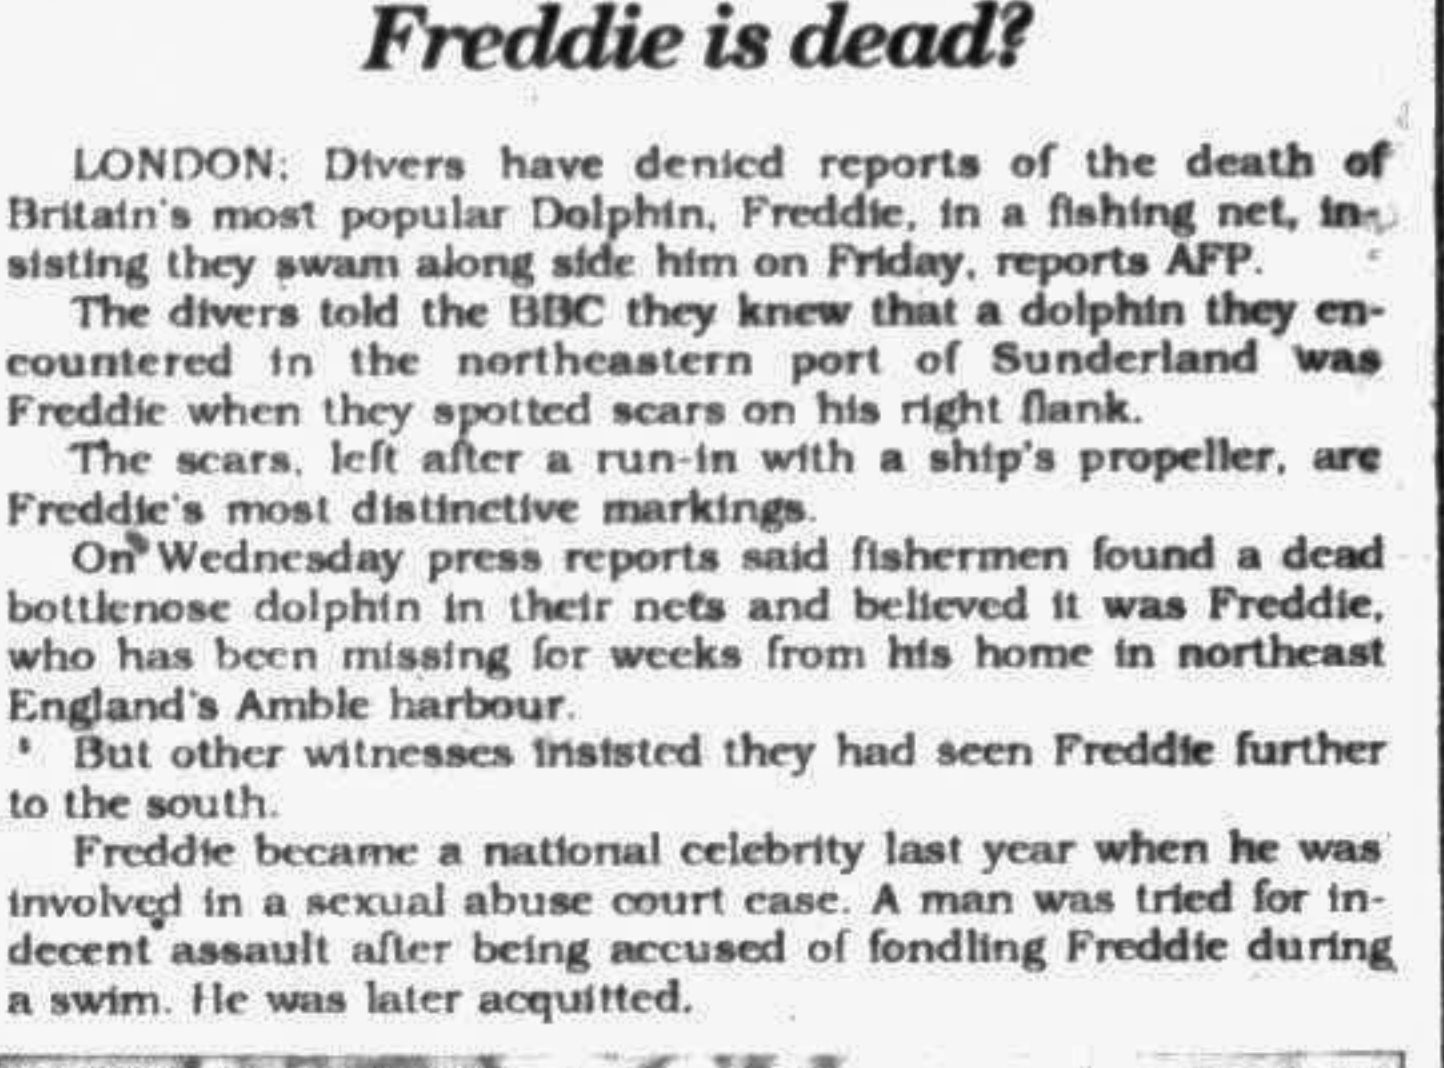 Freddie is dead?
LONDON: Divers have denied reports of the death of
Britain's most popular Dolphin, Freddie, in a fishing net, in-
sisting they swam along side him on Friday, reports AFP.
The divers told the BBC they knew that a dolphin they en-
countered in the northeastern port of Sunderland was
Freddie when they spotted scars on his right flank.
The scars, left after a run-in with a ship's propeller, are
Freddie's most distinctive markings.
On Wednesday press reports said fishermen found a dead
bottlenose dolphin in their nets and believed it was Freddie,
who has been missing for weeks from his home in northeast
England's Amble harbour.
But other witnesses insisted they had seen Freddie further
to the south.
Freddie became a national celebrity last year when he was
involved in a sexual abuse court case. A man was tried for in-
decent assault after being accused of fondling Freddie during
a swim. He was later acquitted.